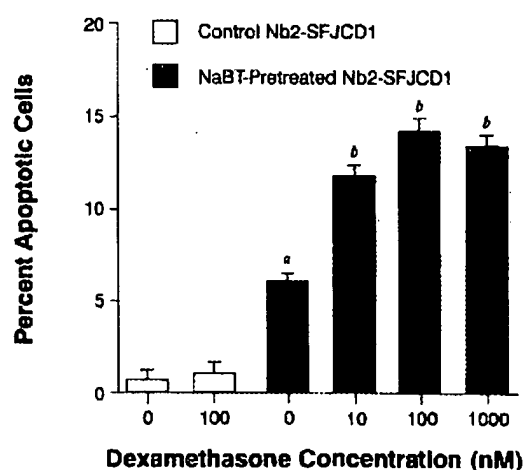 20
15
10
5
0
Percent Apoptotic Cells
Control Nb2-SFJCD1
NaBT-Pretreated Nb2-SFJCD1
a
b
b
b
0 100 0 10 100 1000
Dexamethasone Concentration (nM)